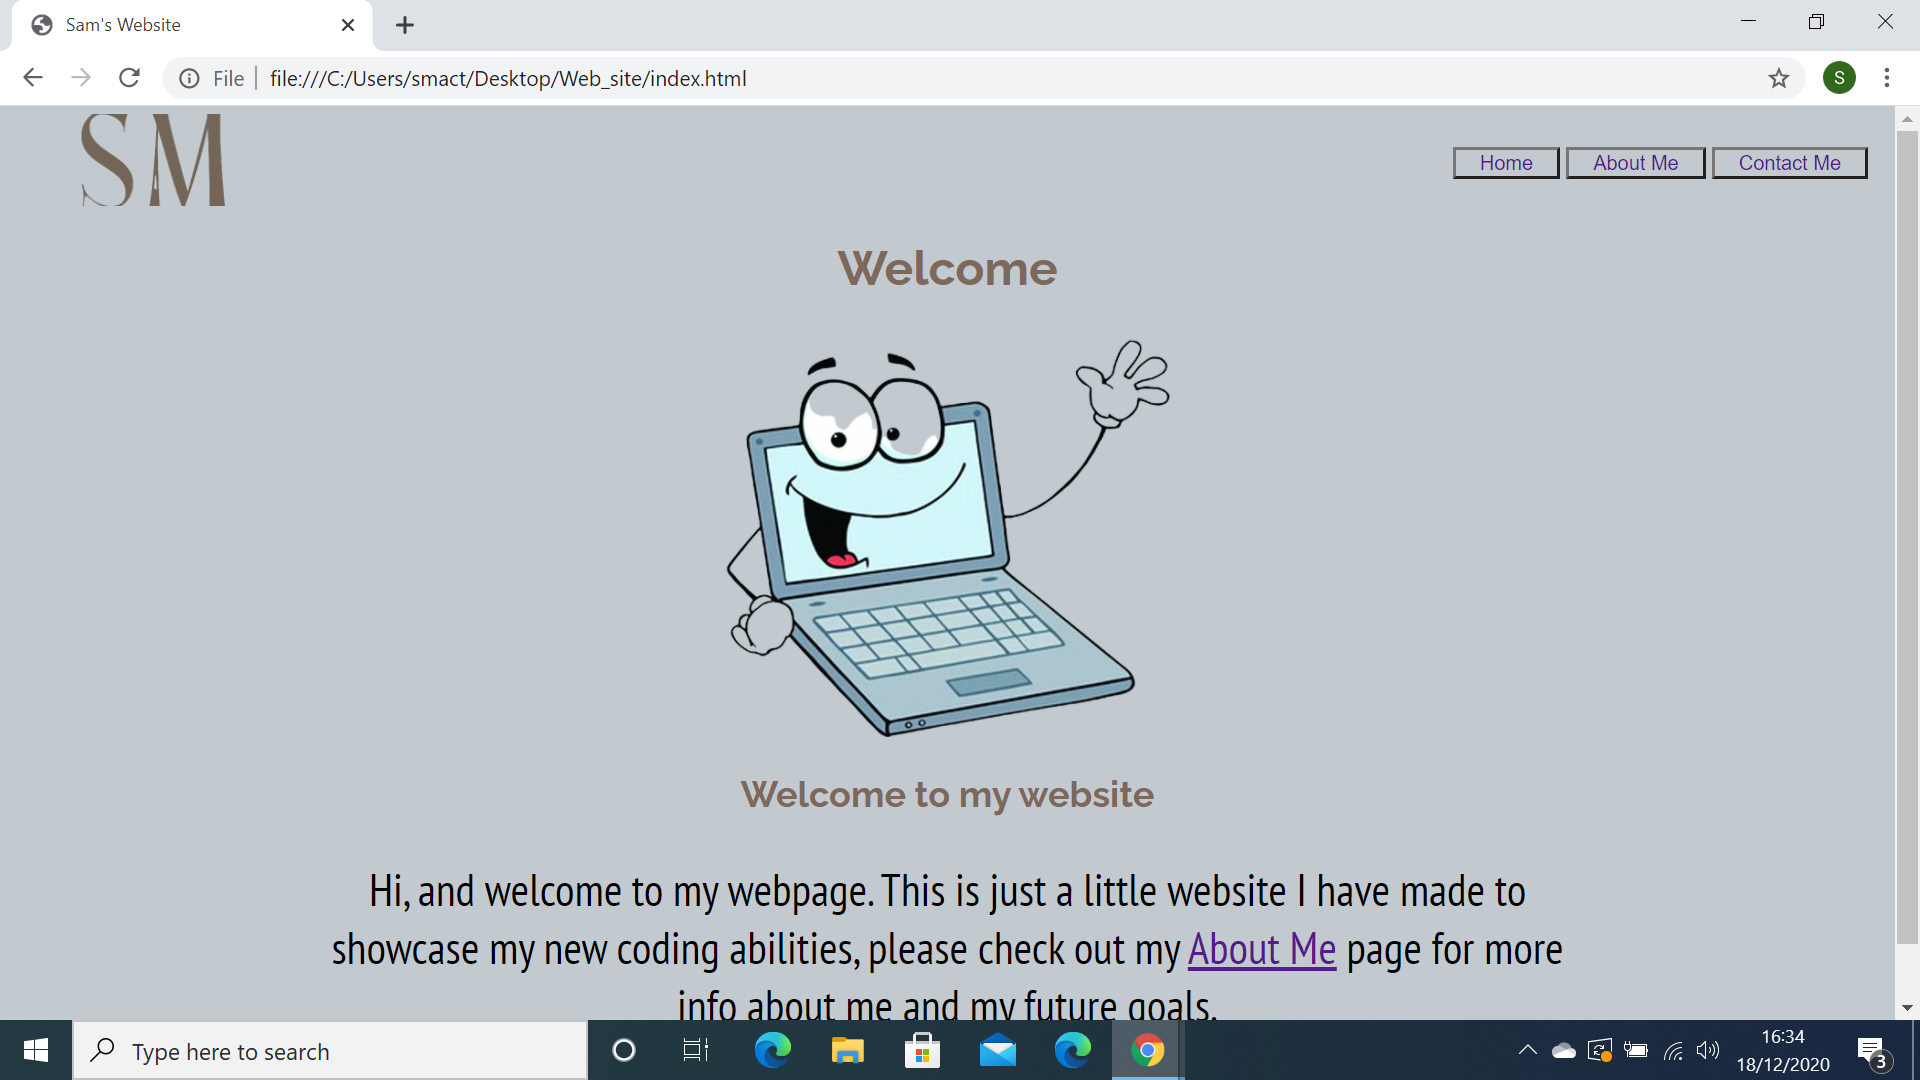 Sam's Website
File
file:///C:/Users/smact/Desktop/Web_site/index.html
S
SM
Home
About Me
Contact Me
Welcome
Welcome to my website
Hi, and welcome to my webpage. This is just a little website I have made to
showcase my new coding abilities, please check out my About Me page for more
info about me and my future goals.
Type here to search
16:34
18/12/2020
3